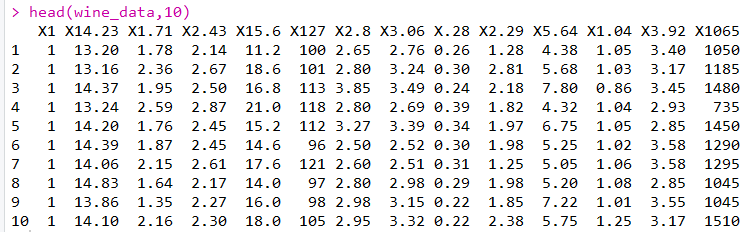 > head(wine_data,10)
X1 X14.23 X1.71 X2.43 X15.6 X127 X2.8 X3.06 X.28 X2.29 X5.64 X1.04 X3.92 X1065
1 1 13.20 1.78 2.14 11.2 100 2.65 2.76 0.26 1.28 4.38 1.05 3.40 1050
2 1 13.16 2.36 2.67 18.6 101 2.80 3.24 0.30 2.81 5.68 1.03 3.17 1185
3 1 14.37 1.95 2.50 16.8 113 3.85 3.49 0.24 2.18 7.80 0.86 3.45 1480
4 1 13.24 2.59 2.87 21.0 118 2.80 2.69 0.39 1.82 4.32 1.04 2.93 735
5 1 14.20 1.76 2.45 15.2 112 3.27 3.39 0.34 1.97 6.75 1.05 2.85 1450
6 1 14.39 1.87 2.45 14.6 96 2.50 2.52 0.30 1.98 5.25 1.02 3.58 1290
7 1 14.06 2.15 2.61 17.6 121 2.60 2.51 0.31 1.25 5.05 1.06 3.58 1295
8 1 14.83 1.64 2.17 14.0 97 2.80 2.98 0.29 1.98 5.20 1.08 2.85 1045
9 1 13.86 1.35 2.27 16.0 98 2.98 3.15 0.22 1.85 7.22 1.01 3.55 1045
10 1 14.10 2.16 2.30 18.0 105 2.95 3.32 0.22 2.38 5.75 1.25 3.17 1510